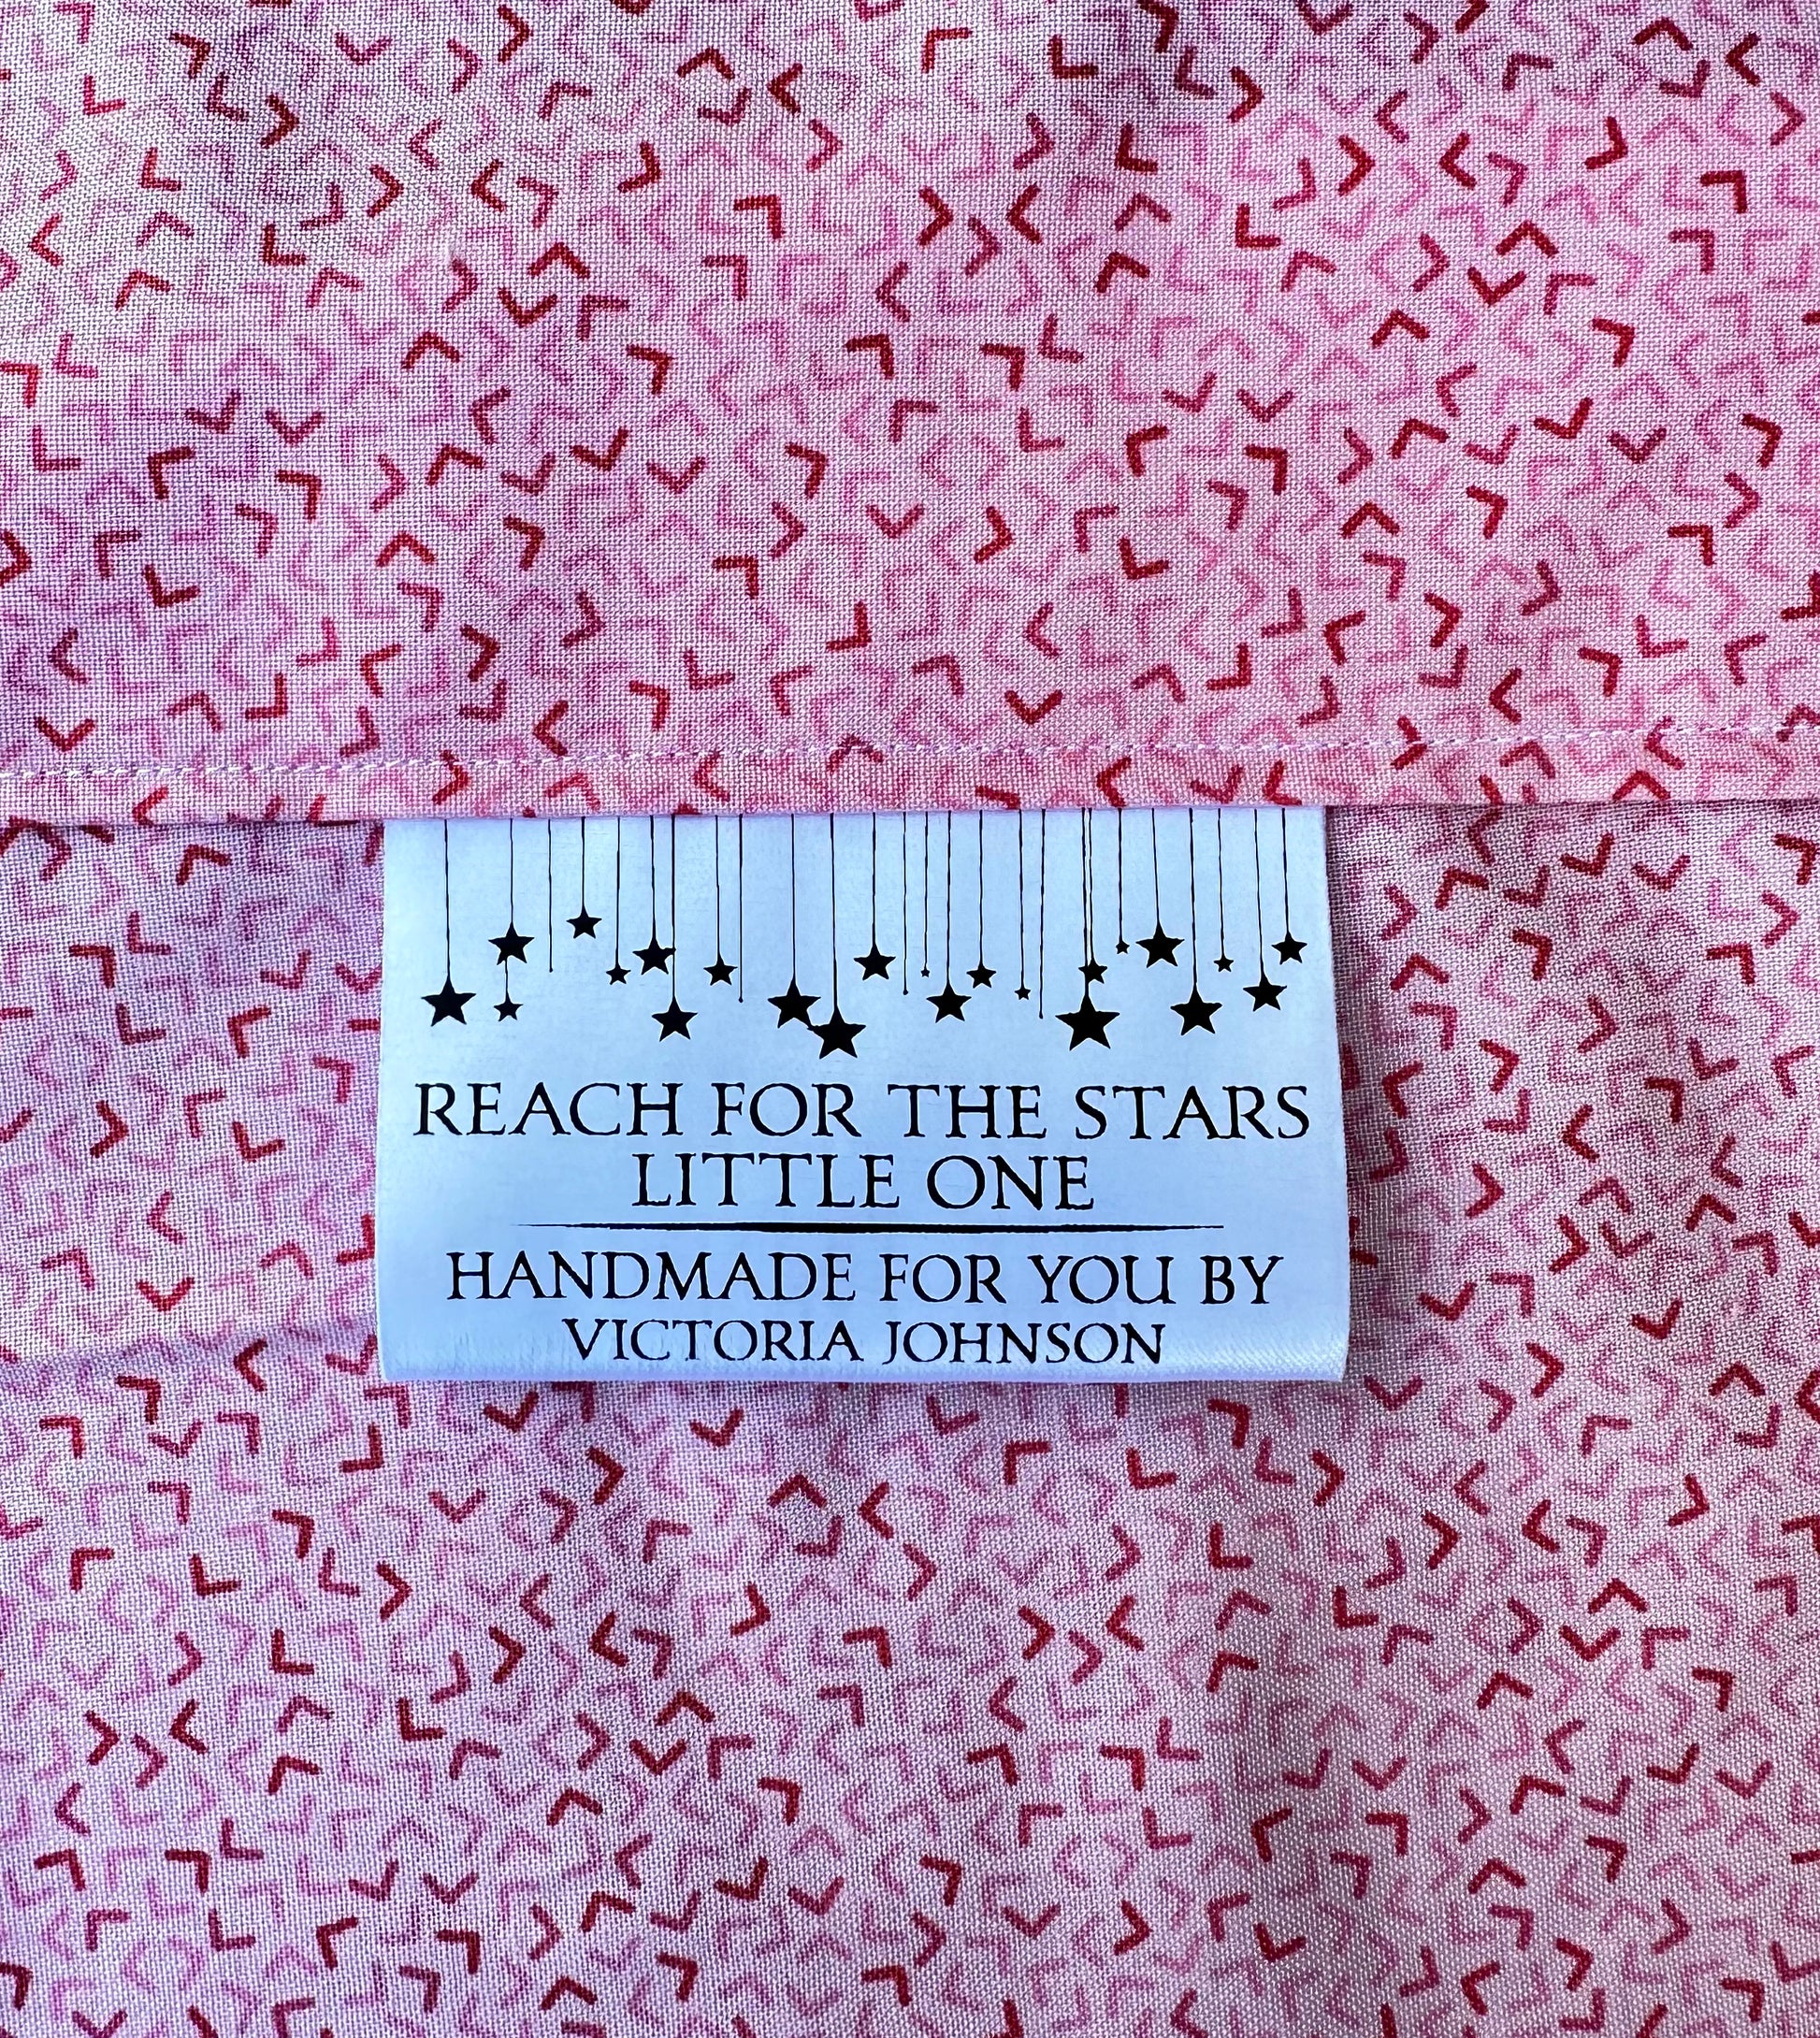 REACH FOR THE STARS
LITTLE ONE
HANDMADE FOR YOU BY
VICTORIA JOHNSON